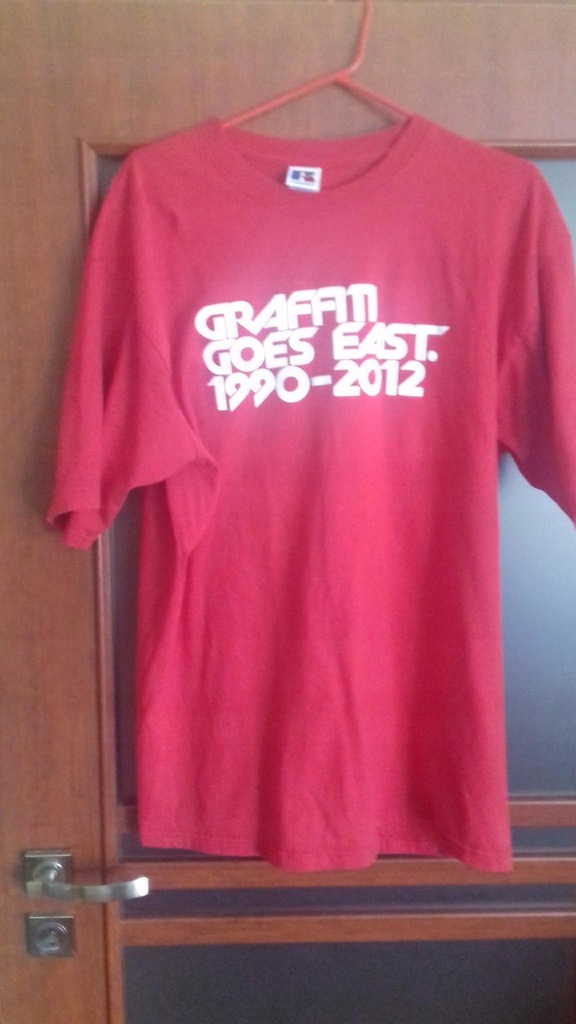 GRAFFITI
GOES EAST.
1990-2012